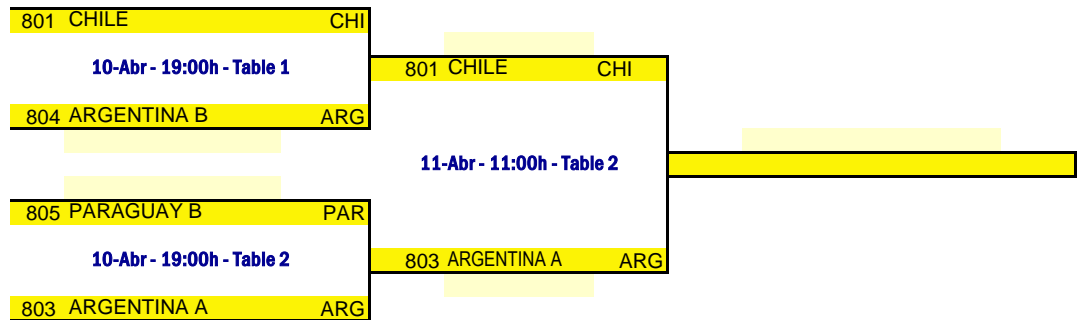 801 CHILE CHI
10-Abr - 19:00h - Table 1
804 ARGENTINA B ARG
805 PARAGUAY B PAR
10-Abr - 19:00h - Table 2
803 ARGENTINA A ARG
801 CHILE CHI
11-Abr - 11:00h - Table 2
803 ARGENTINA A ARG